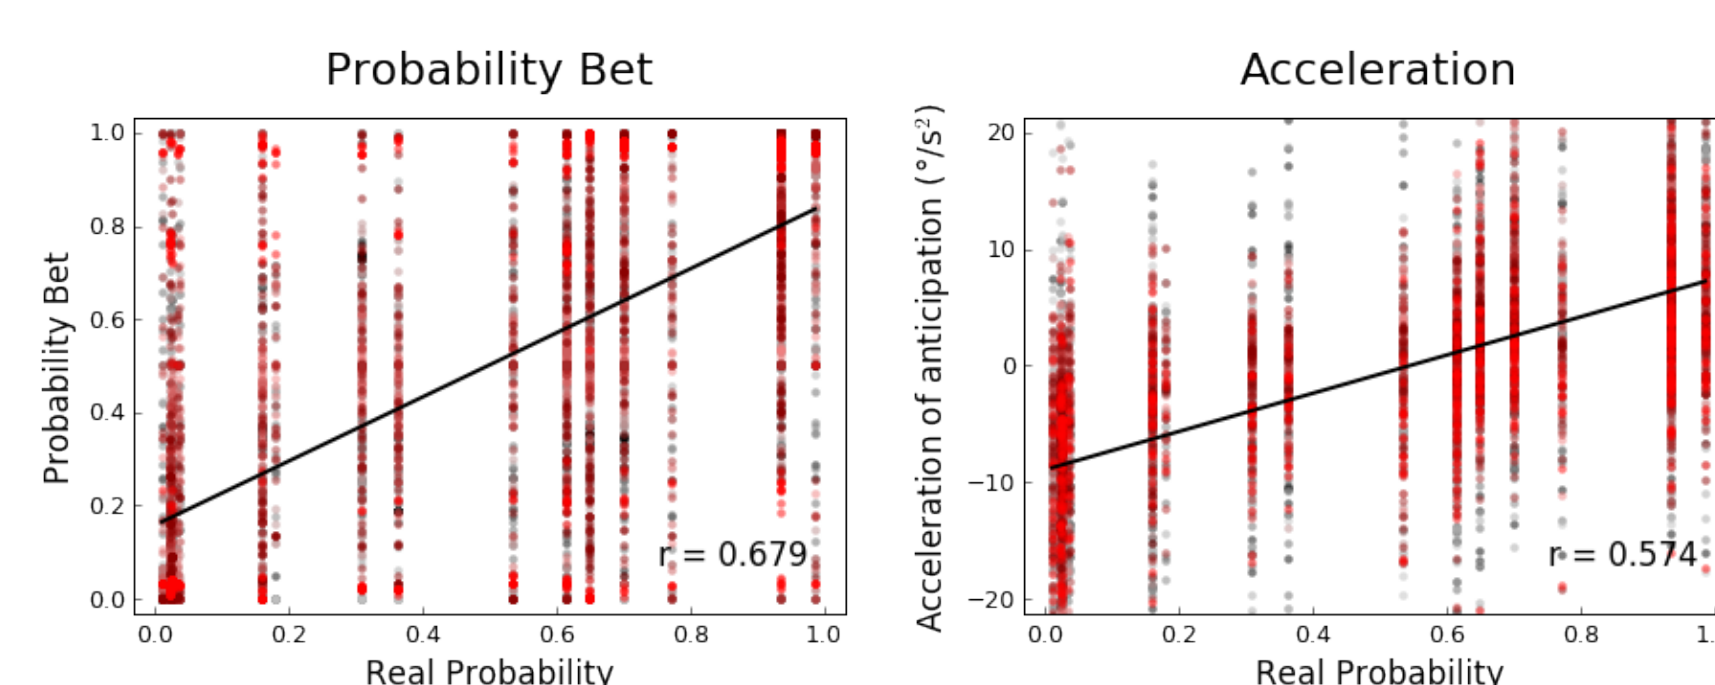 Probability Bet
Probability Bet
1.0
0.8
0.6
0.4
0.2
0.0
r = 0.679
0.0 0.2 0.4 0.6 0.8 1.0
Real Probability
Acceleration
Acceleration of anticipation (°/s²)
20
10
0
−10
−20
r = 0.574
0.0 0.2 0.4 0.6 0.8 1.
Real Probability